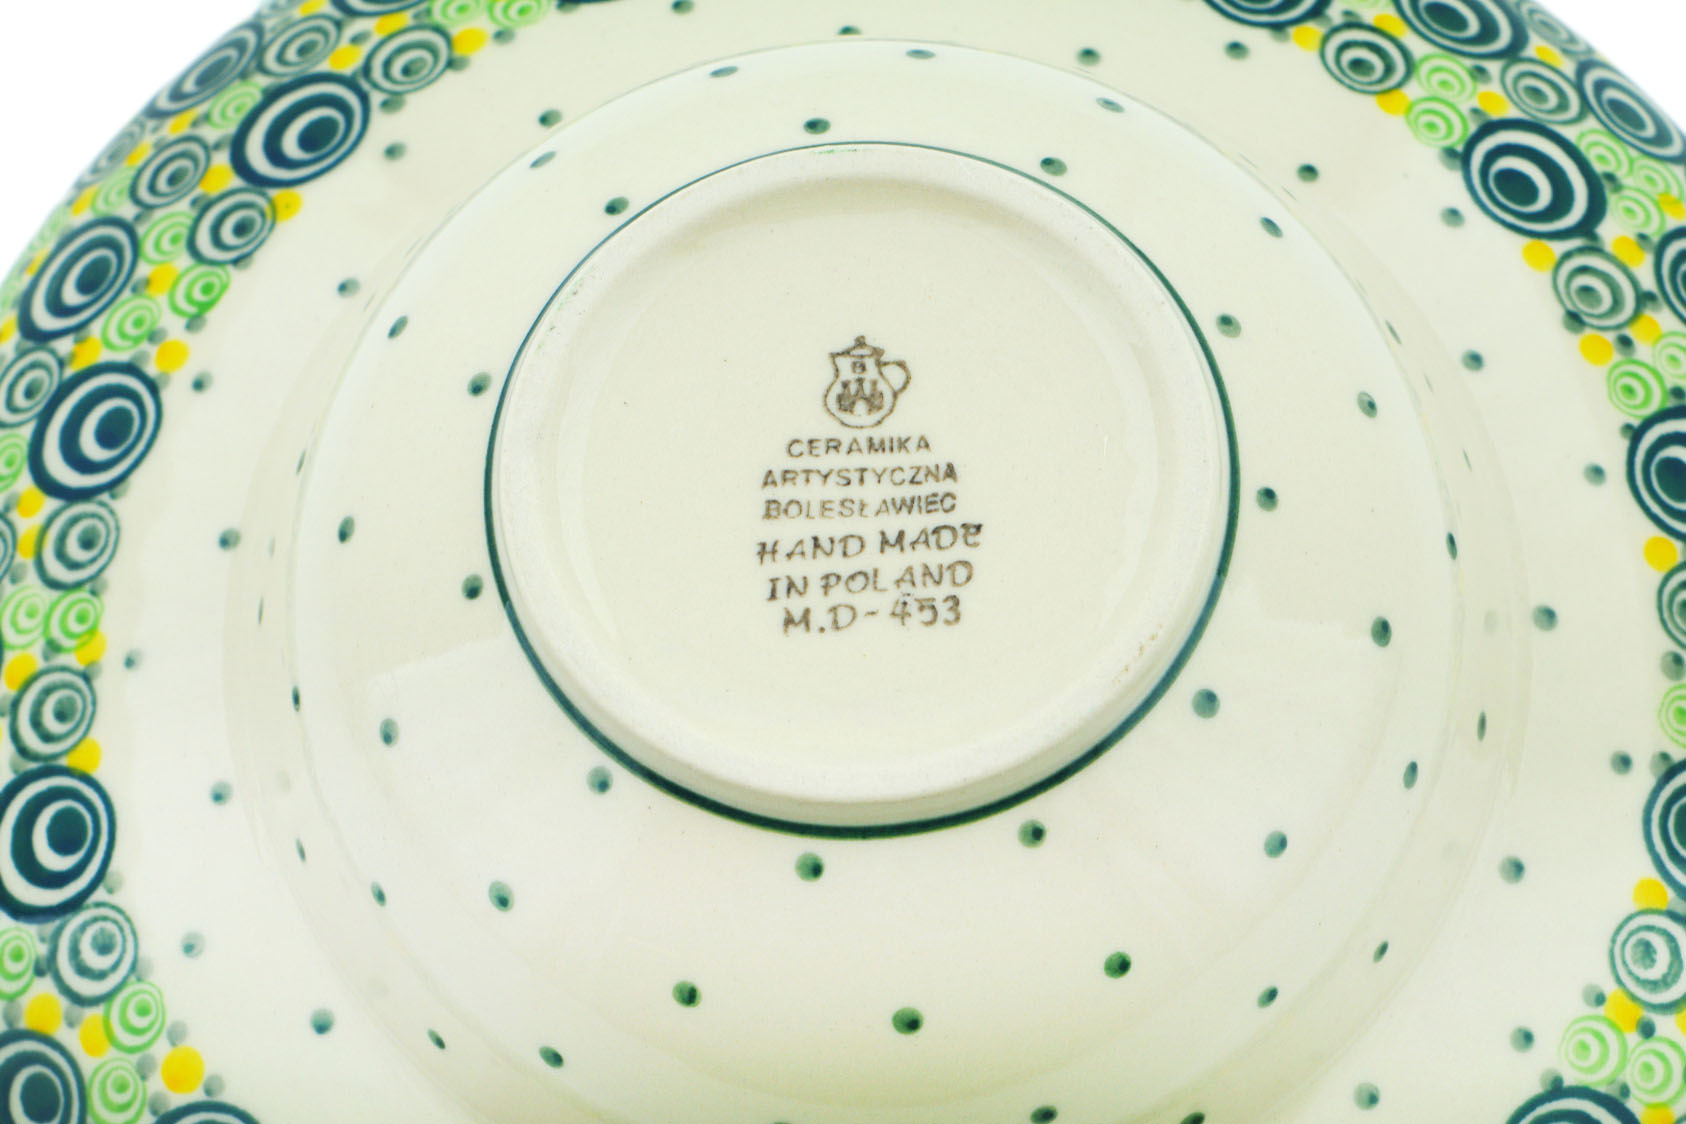 B
CERAMIKA
ARTYSTYCZNA
BOLESŁAWIEC
HAND MADE
IN POLAND
M.D-453